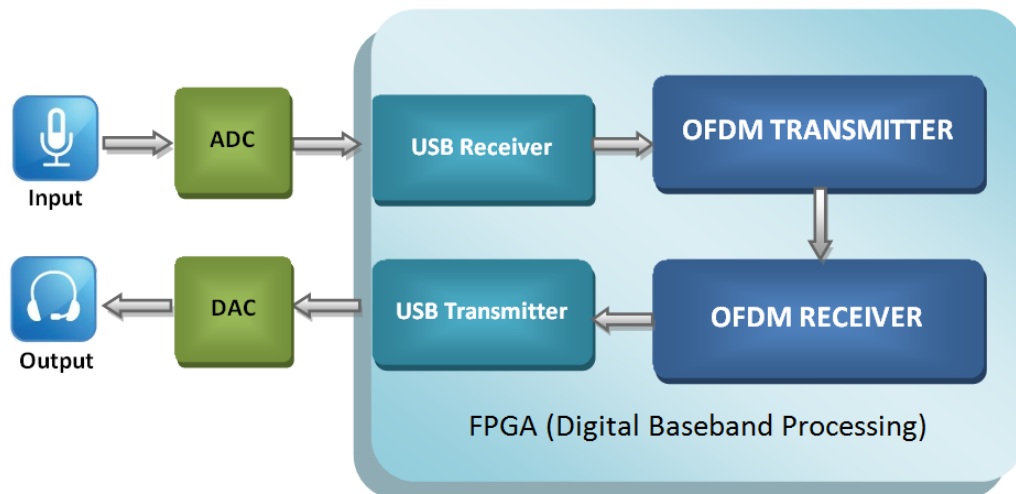 Input
ADC
USB Receiver
OFDM TRANSMITTER
Output
DAC
USB Transmitter
OFDM RECEIVER
FPGA (Digital Baseband Processing)